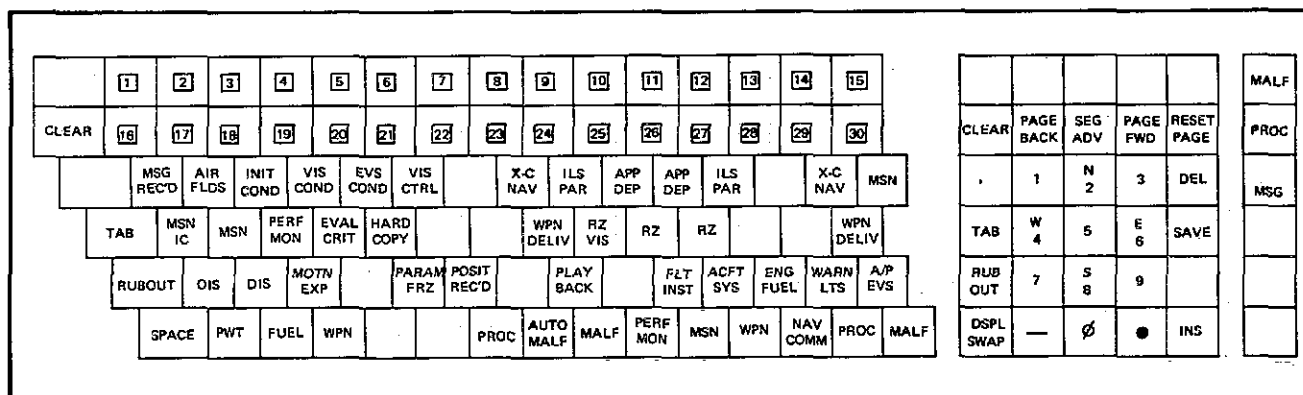 1 2 3 4 5 6 7 8 9 10 11 12 13 14 15
CLEAR 16 17 18 19 20 21 22 23 24 25 26 27 28 29 30
MSG REC'D AIR FLDS INIT COND VIS COND EVS COND VIS CTRL X-C NAV ILS PAR APP DEP APP DEP ILS PAR X-C NAV MSN
TAB MSN IC MSN PERF MON EVAL CRIT HARD COPY WPN DELIV RZ VIS RZ RZ WPN DELIV
RUBOUT OIS DIS MOTN EXP PARAM FRZ POSIT REC'D PLAY BACK FLT INST ACFT SYS ENG FUEL WARN LTS A/P EVS
SPACE PWT FUEL WPN PROC AUTO MALF MALF PERF MON MSN WPN NAV COMM PROC MALF
CLEAR PAGE BACK SEG ADV PAGE FWD RESET PAGE
, 1 N 2 3 DEL
TAB W 4 5 E 6 SAVE
RUB OUT 7 S 8 9
DSPL SWAP — Ø ● INS
MALF
PROC
MSG